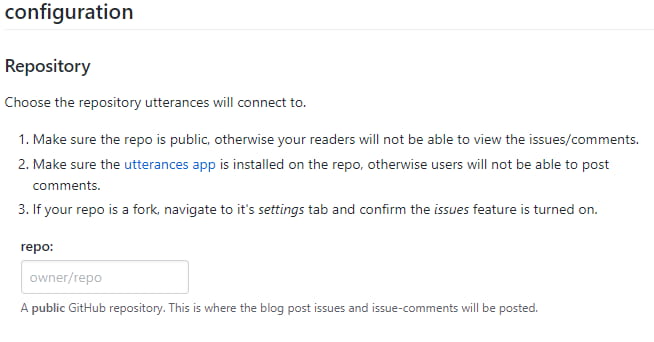 configuration
Repository
Choose the repository utterances will connect to.
1. Make sure the repo is public, otherwise your readers will not be able to view the issues/comments.
2. Make sure the utterances app is installed on the repo, otherwise users will not be able to post
comments.
3. If your repo is a fork, navigate to it's settings tab and confirm the issues feature is turned on.
repo:
owner/repo
A public GitHub repository. This is where the blog post issues and issue-comments will be posted.